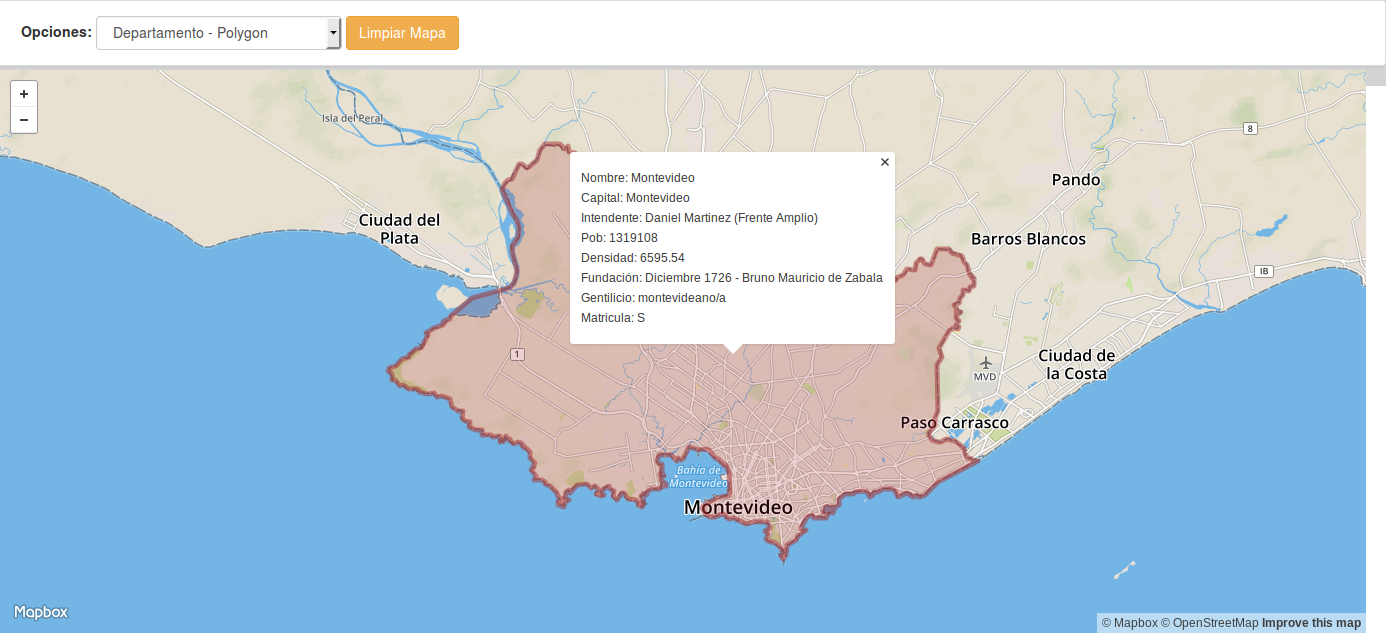 Opciones: Departamento - Polygon Limpiar Mapa
+
−
Isla del Peral
8
Pando
Ciudad del
Plata
Barros Blancos
IB
×
Nombre: Montevideo
Capital: Montevideo
Intendente: Daniel Martinez (Frente Amplio)
Pob: 1319108
Densidad: 6595.54
Fundación: Diciembre 1726 - Bruno Mauricio de Zabala
Gentilicio: montevideano/a
Matricula: S
1
MVD
Ciudad de
la Costa
Paso Carrasco
Bahía de
Montevideo
Montevideo
Mapbox
© Mapbox © OpenStreetMap Improve this map